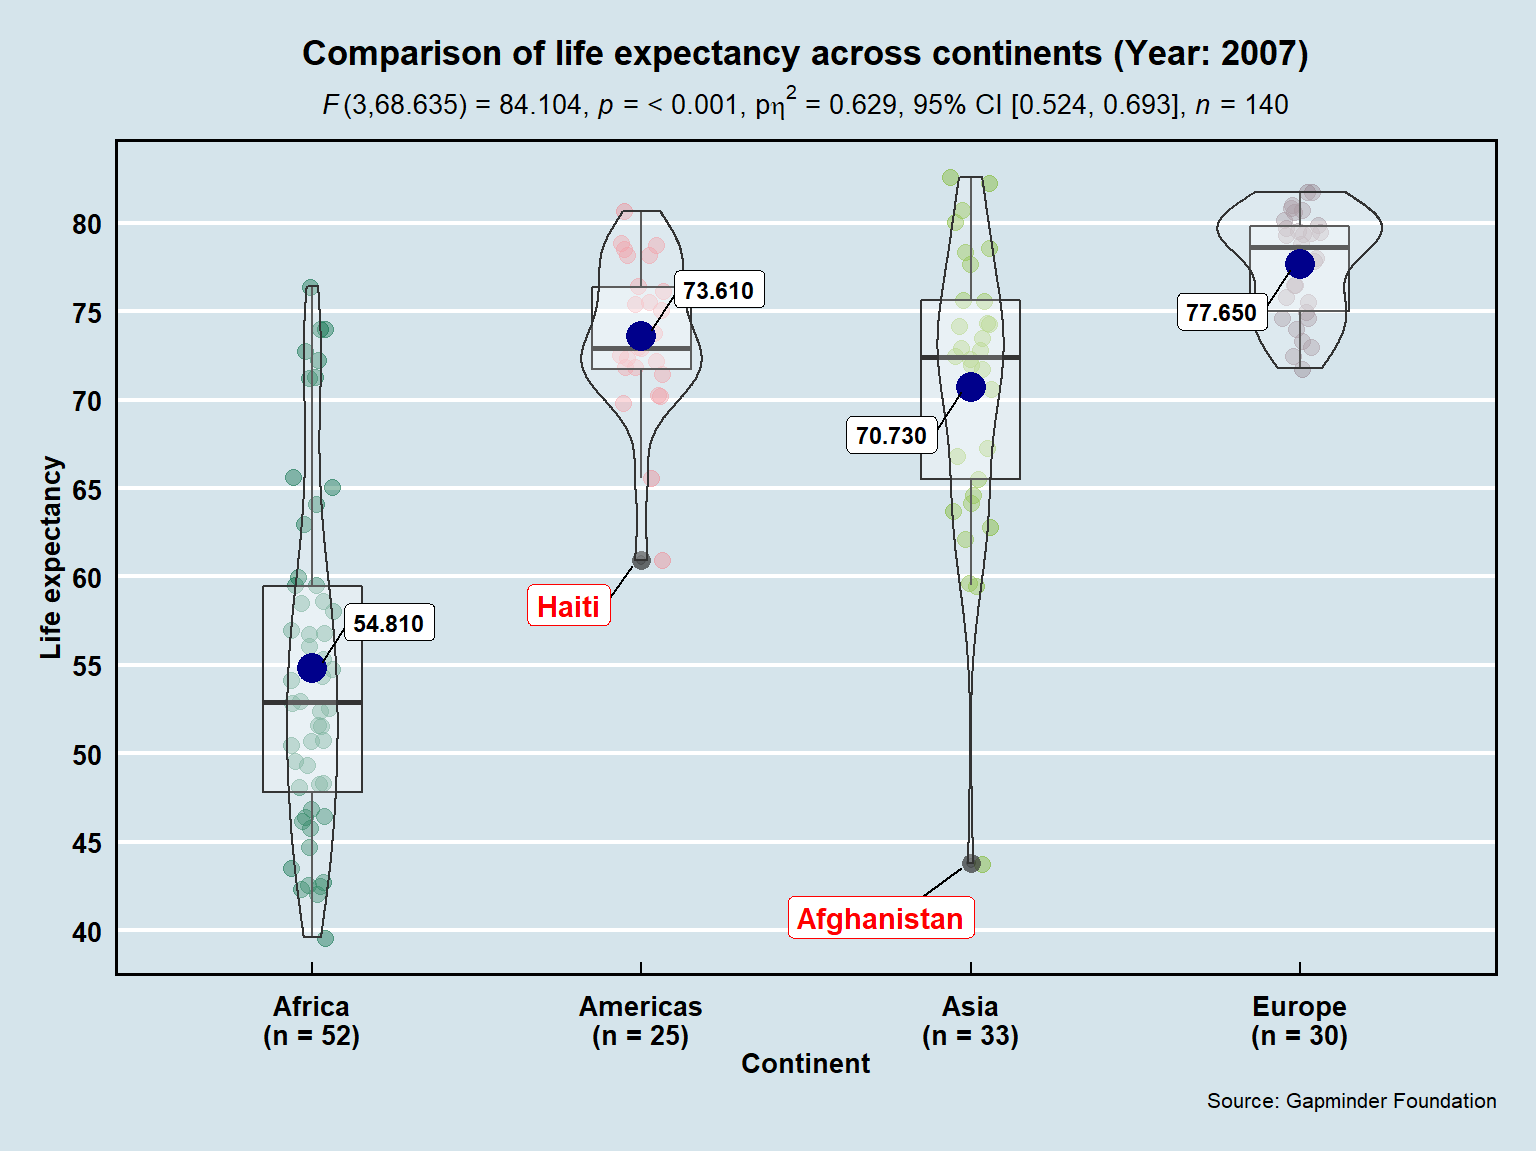 Comparison of life expectancy across continents (Year: 2007)
F(3,68.635) = 84.104, p = < 0.001, pη² = 0.629, 95% CI [0.524, 0.693], n = 140
Life expectancy
80
75
70
65
60
55
50
45
40
73.610
77.650
70.730
54.810
Haiti
Afghanistan
Africa
(n = 52)
Americas
(n = 25)
Asia
(n = 33)
Europe
(n = 30)
Continent
Source: Gapminder Foundation